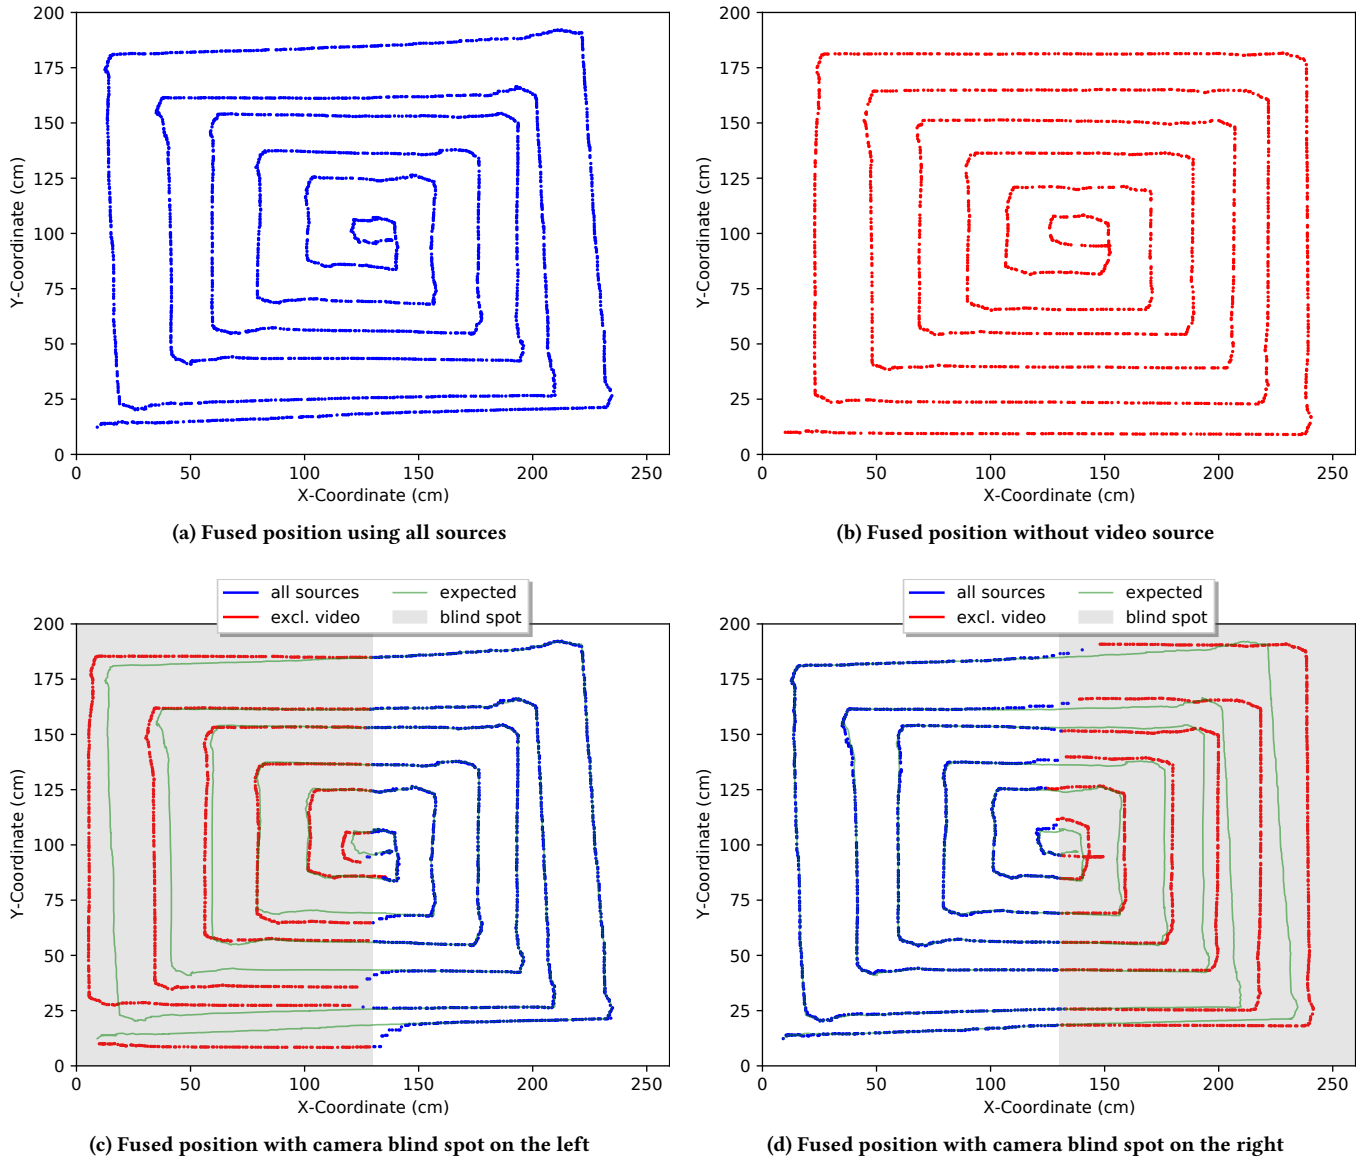 200
175
150
125
100
75
50
25
0
Y-Coordinate (cm)
0 50 100 150 200 250
X-Coordinate (cm)
(a) Fused position using all sources
200
175
150
125
100
75
50
25
0
Y-Coordinate (cm)
0 50 100 150 200 250
X-Coordinate (cm)
(b) Fused position without video source
all sources expected
excl. video blind spot
200
175
150
125
100
75
50
25
0
Y-Coordinate (cm)
0 50 100 150 200 250
X-Coordinate (cm)
(c) Fused position with camera blind spot on the left
all sources expected
excl. video blind spot
200
175
150
125
100
75
50
25
0
Y-Coordinate (cm)
0 50 100 150 200 250
X-Coordinate (cm)
(d) Fused position with camera blind spot on the right